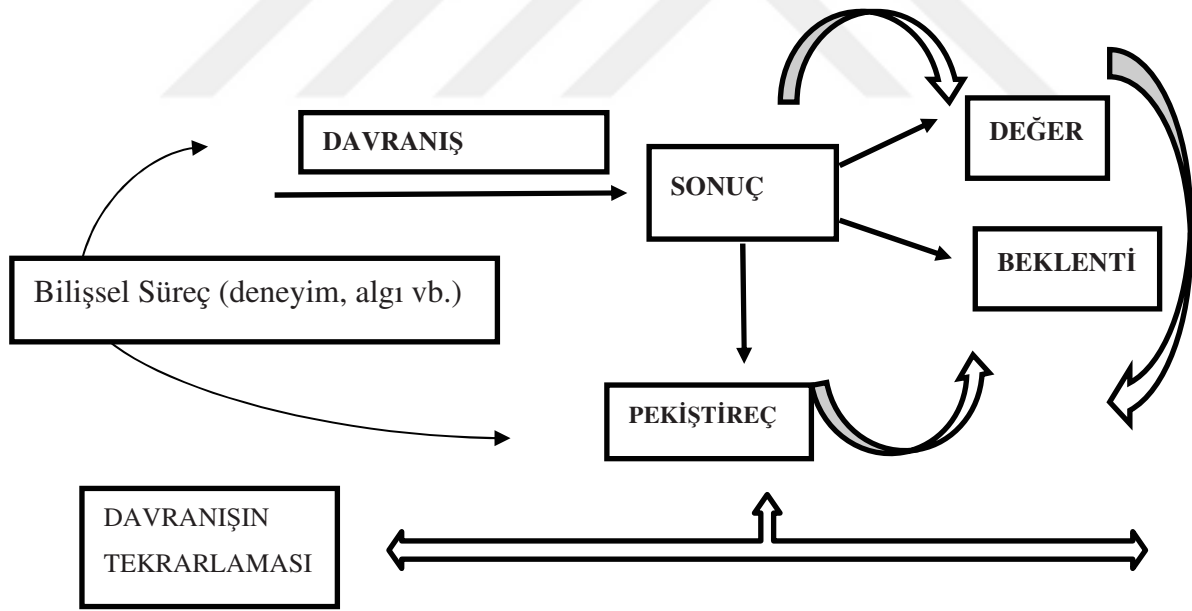 DAVRANIŞ
SONUÇ
DEĞER
BEKLENTİ
Bilişsel Süreç (deneyim, algı vb.)
PEKİŞTİREÇ
DAVRANIŞIN
TEKRARLAMASI